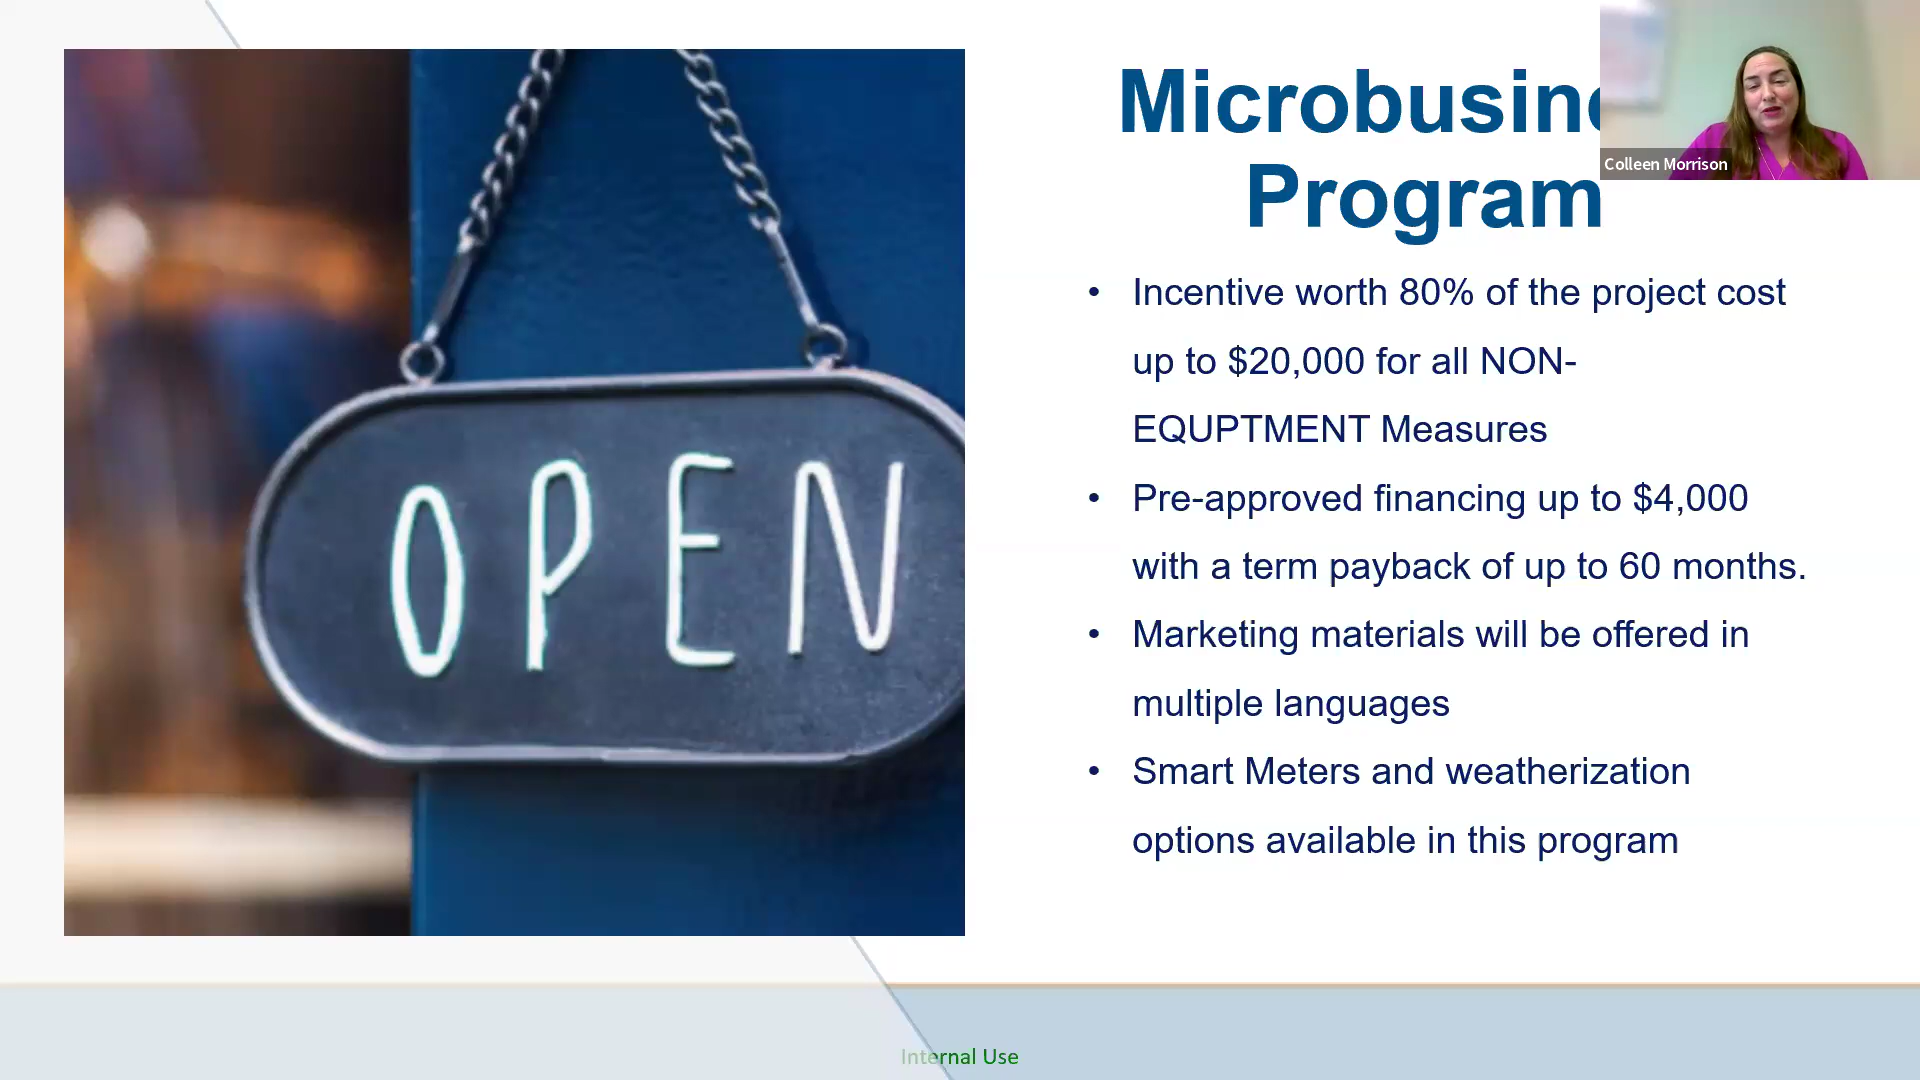 OPEN
Microbusin
Program
Colleen Morrison
• Incentive worth 80% of the project cost
up to $20,000 for all NON-
EQUPTMENT Measures
• Pre-approved financing up to $4,000
with a term payback of up to 60 months.
• Marketing materials will be offered in
multiple languages
• Smart Meters and weatherization
options available in this program
Internal Use